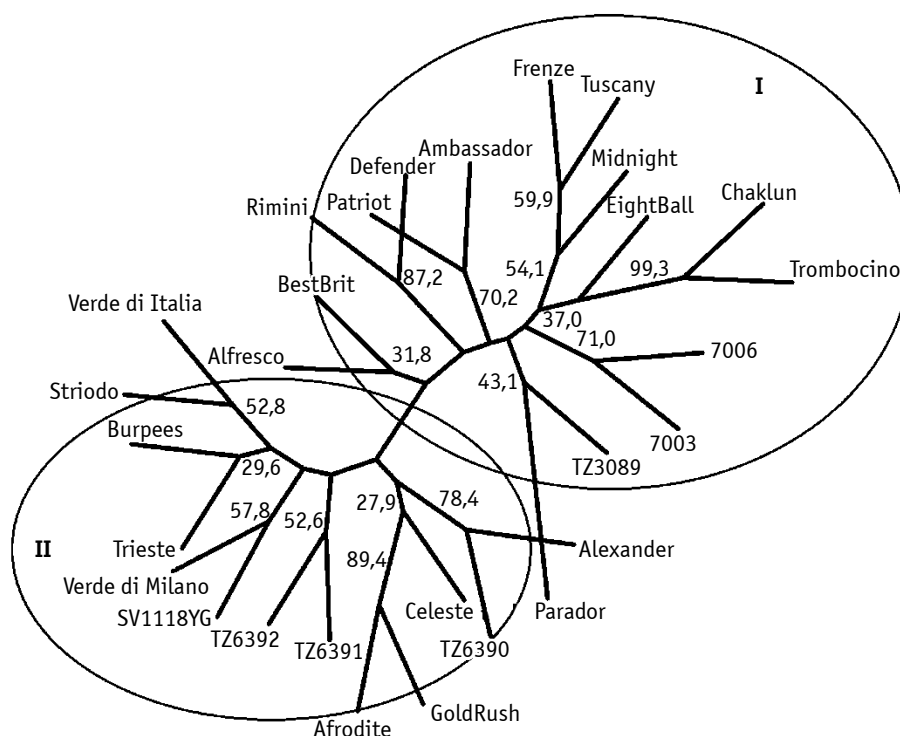 Frenze
Tuscany
I
Ambassador
Midnight
Defender
Chaklun
Rimini
Patriot
59,9
EightBall
99,3
Trombocino
54,1
87,2
BestBrit
70,2
37,0
Verde di Italia
71,0
7006
Alfresco
31,8
43,1
Striodo
52,8
7003
Burpees
TZ3089
29,6
27,9
78,4
57,8
52,6
II
Trieste
89,4
Alexander
Verde di Milano
Celeste
Parador
SV1118YG
TZ6392
TZ6391
TZ6390
GoldRush
Afrodite